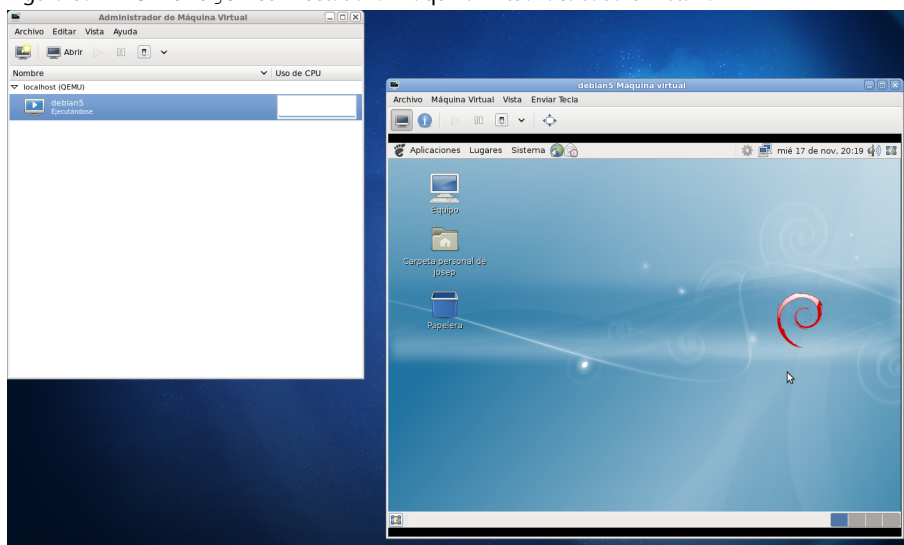 Administrador de Máquina Virtual
Archivo Editar Vista Ayuda
Abrir
Nombre
Uso de CPU
localhost (QEMU)
debian5
Ejecutándose
debian5 Máquina virtual
Archivo Máquina Virtual Vista Enviar Tecla
Aplicaciones Lugares Sistema
mié 17 de nov, 20:19
Equipo
Carpeta personal de
josep
Papelera